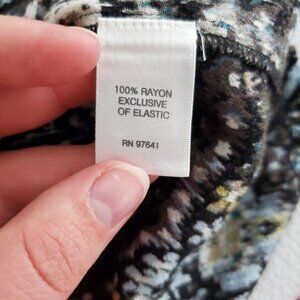 100% RAYON
EXCLUSIVE
OF ELASTIC
RN 97641